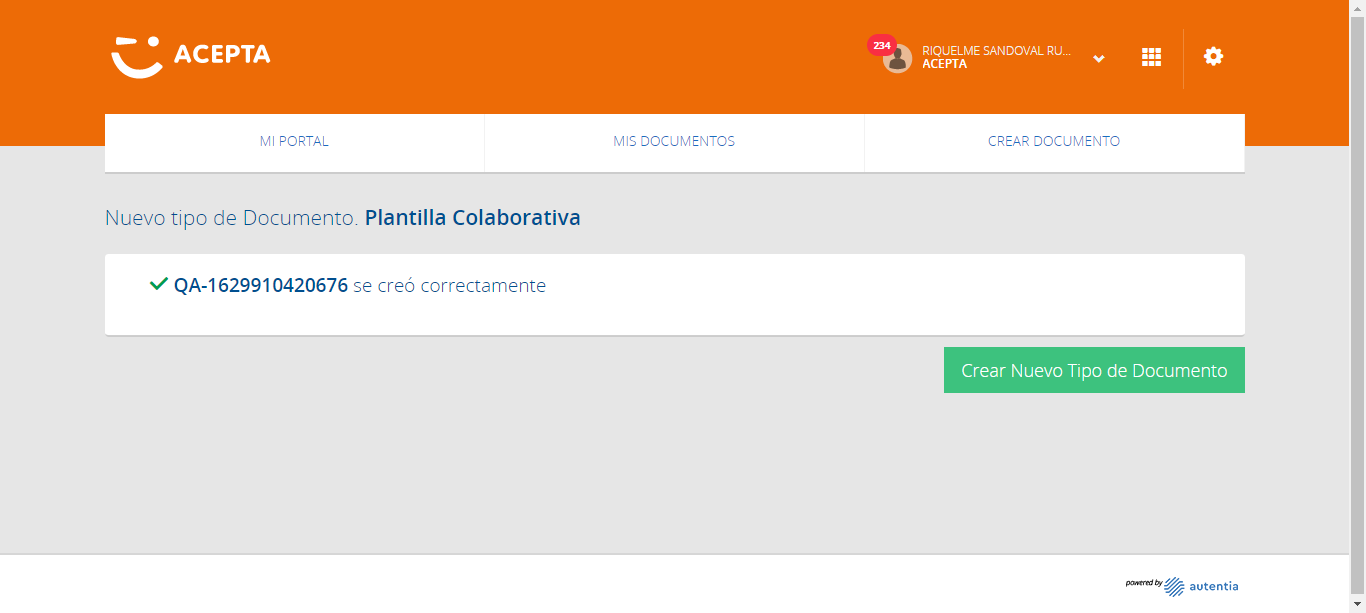 ACEPTA
234
RIQUELME SANDOVAL RU...
ACEPTA
MI PORTAL
MIS DOCUMENTOS
CREAR DOCUMENTO
Nuevo tipo de Documento. Plantilla Colaborativa
QA-1629910420676 se creó correctamente
Crear Nuevo Tipo de Documento
powered by autentia